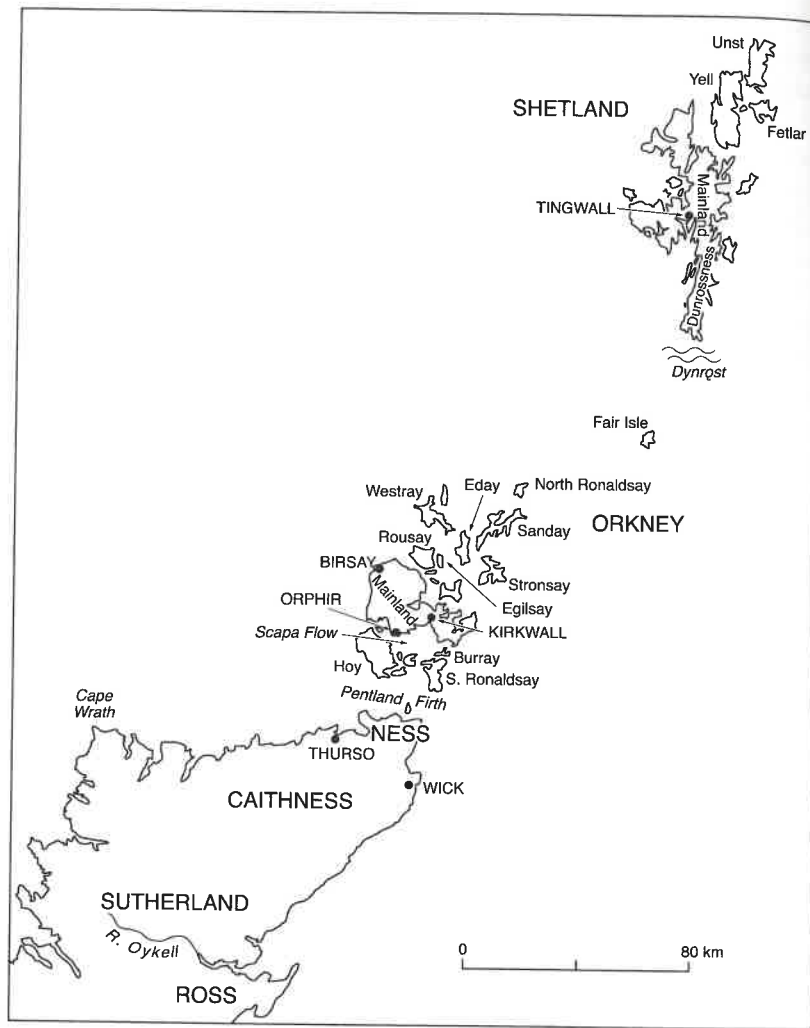 Unst
Yell
SHETLAND
Fetlar
Mainland
TINGWALL
Dunrossness
Dynrǫst
Fair Isle
Westray
Eday
North Ronaldsay
ORKNEY
Sanday
Rousay
BIRSAY
Stronsay
Mainland
ORPHIR
Egilsay
Scapa Flow
KIRKWALL
Burray
Hoy
S. Ronaldsay
Pentland Firth
Cape
Wrath
NESS
THURSO
WICK
CAITHNESS
SUTHERLAND
R. Oykell
0 80 km
ROSS